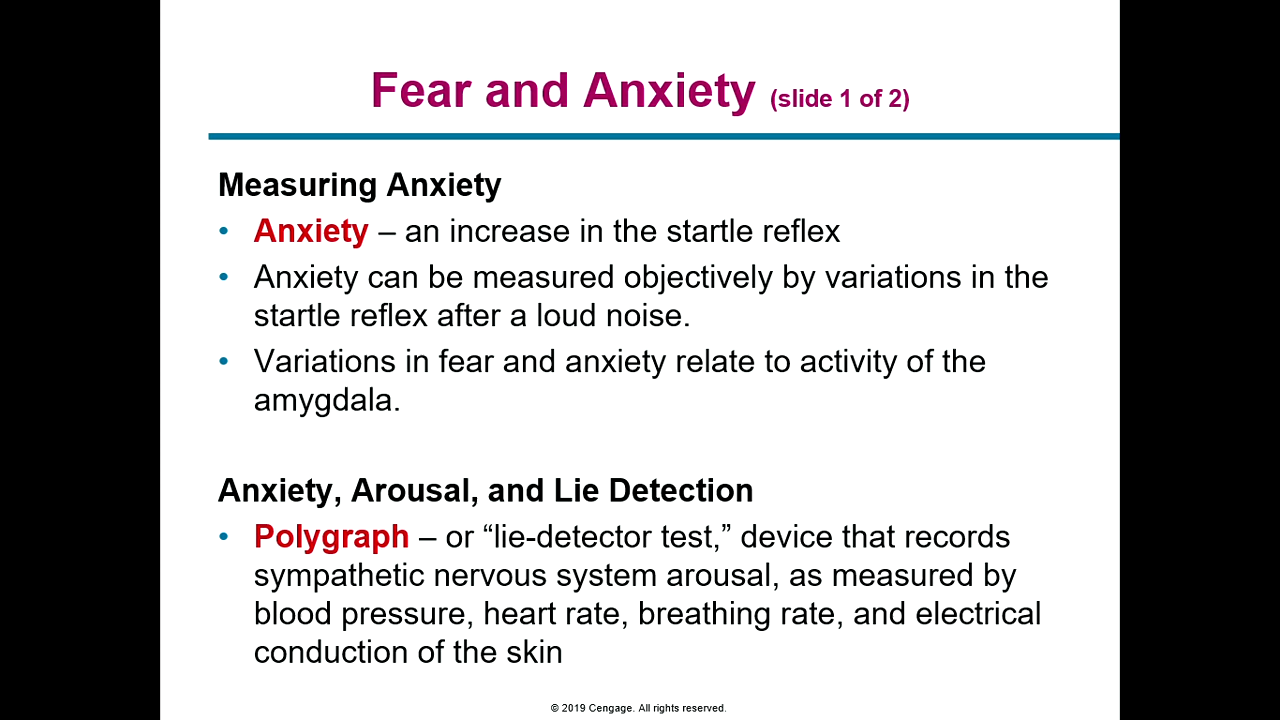 Fear and Anxiety (slide 1 of 2)
Measuring Anxiety
• Anxiety – an increase in the startle reflex
• Anxiety can be measured objectively by variations in the
startle reflex after a loud noise.
• Variations in fear and anxiety relate to activity of the
amygdala.
Anxiety, Arousal, and Lie Detection
• Polygraph – or “lie-detector test,” device that records
sympathetic nervous system arousal, as measured by
blood pressure, heart rate, breathing rate, and electrical
conduction of the skin
© 2019 Cengage. All rights reserved.